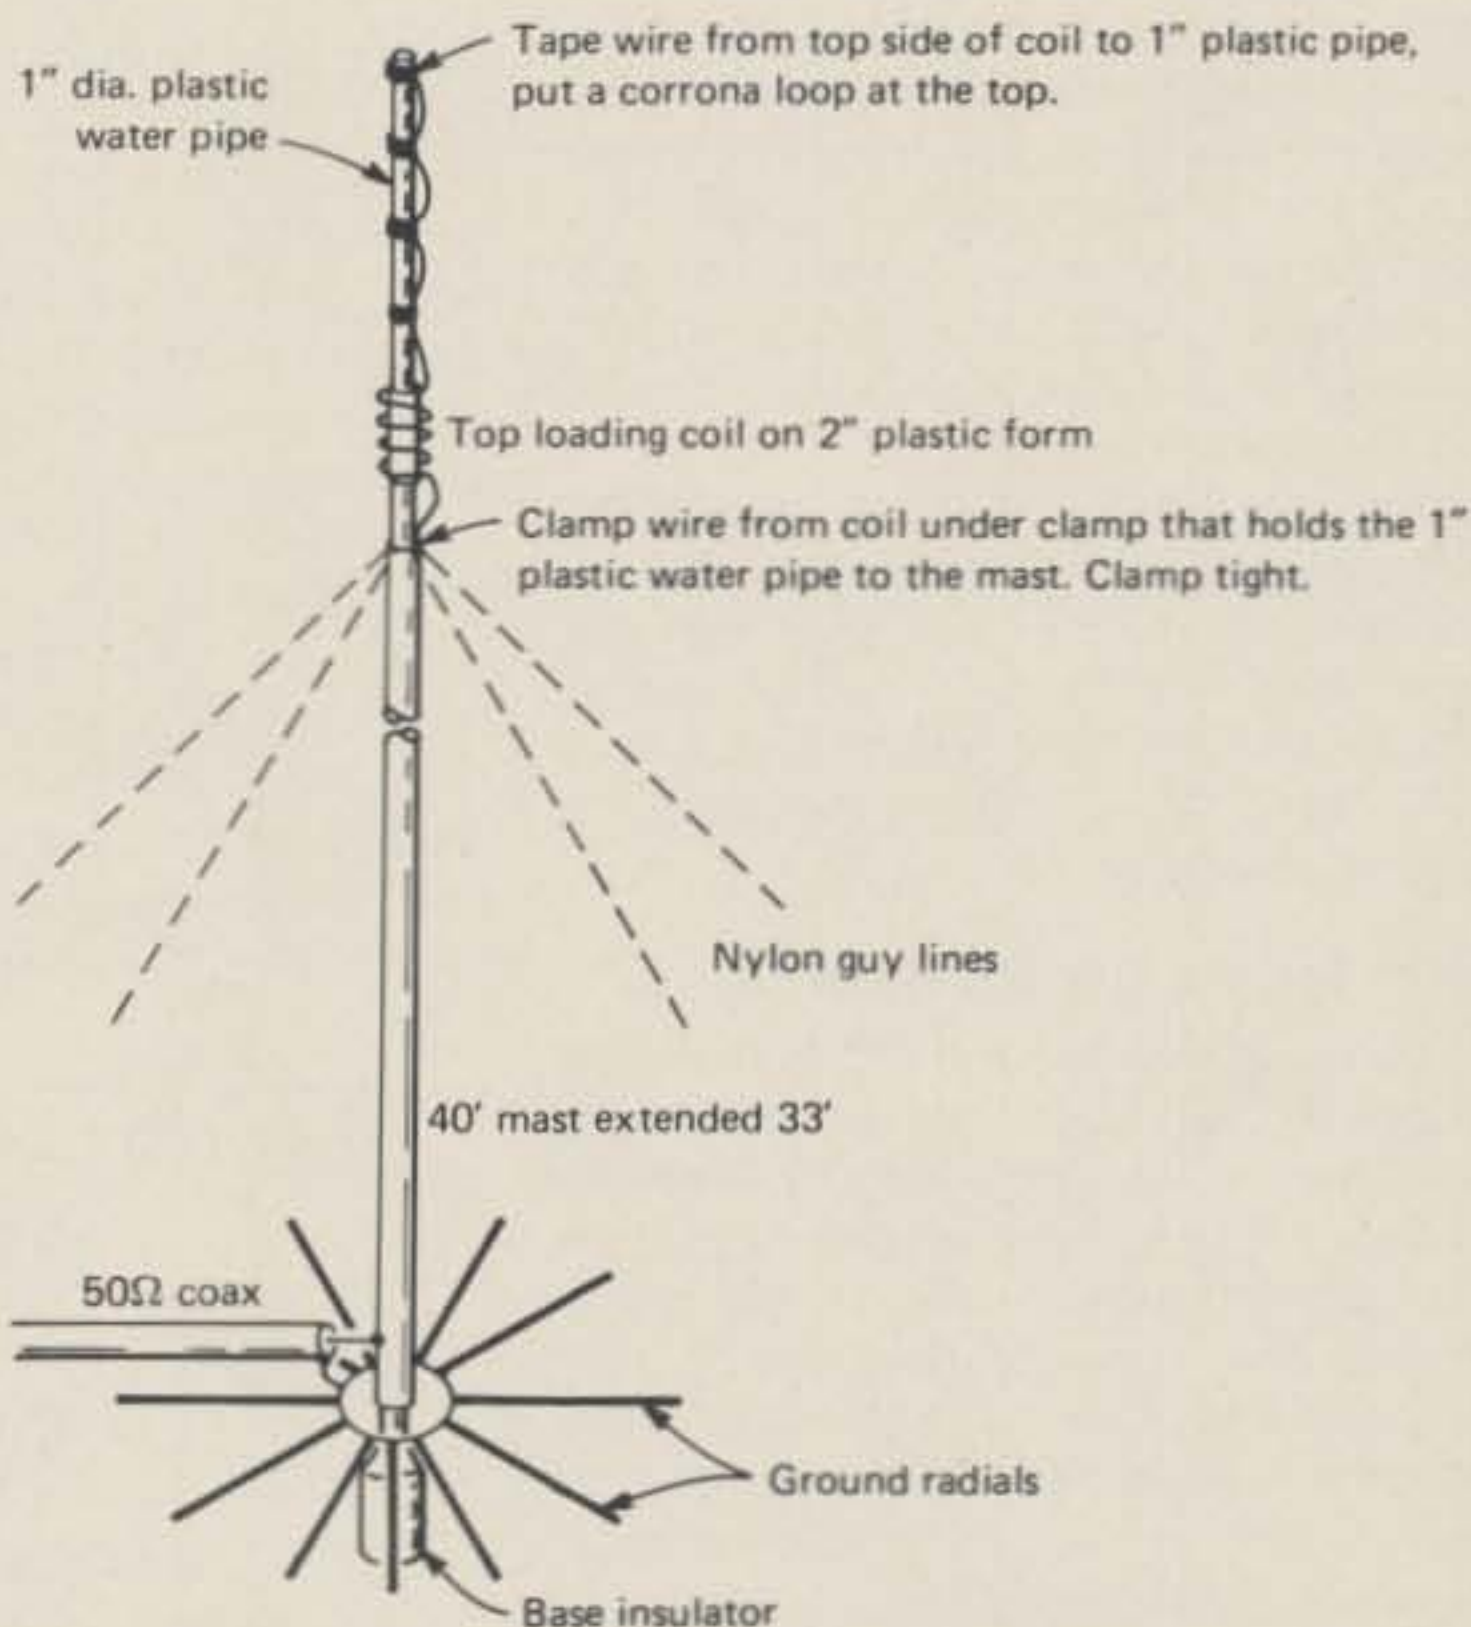 Tape wire from top side of coil to 1" plastic pipe,
put a corrona loop at the top.
1" dia. plastic
water pipe
Top loading coil on 2" plastic form
Clamp wire from coil under clamp that holds the 1"
plastic water pipe to the mast. Clamp tight.
Nylon guy lines
40' mast extended 33'
50Ω coax
Ground radials
Base insulator